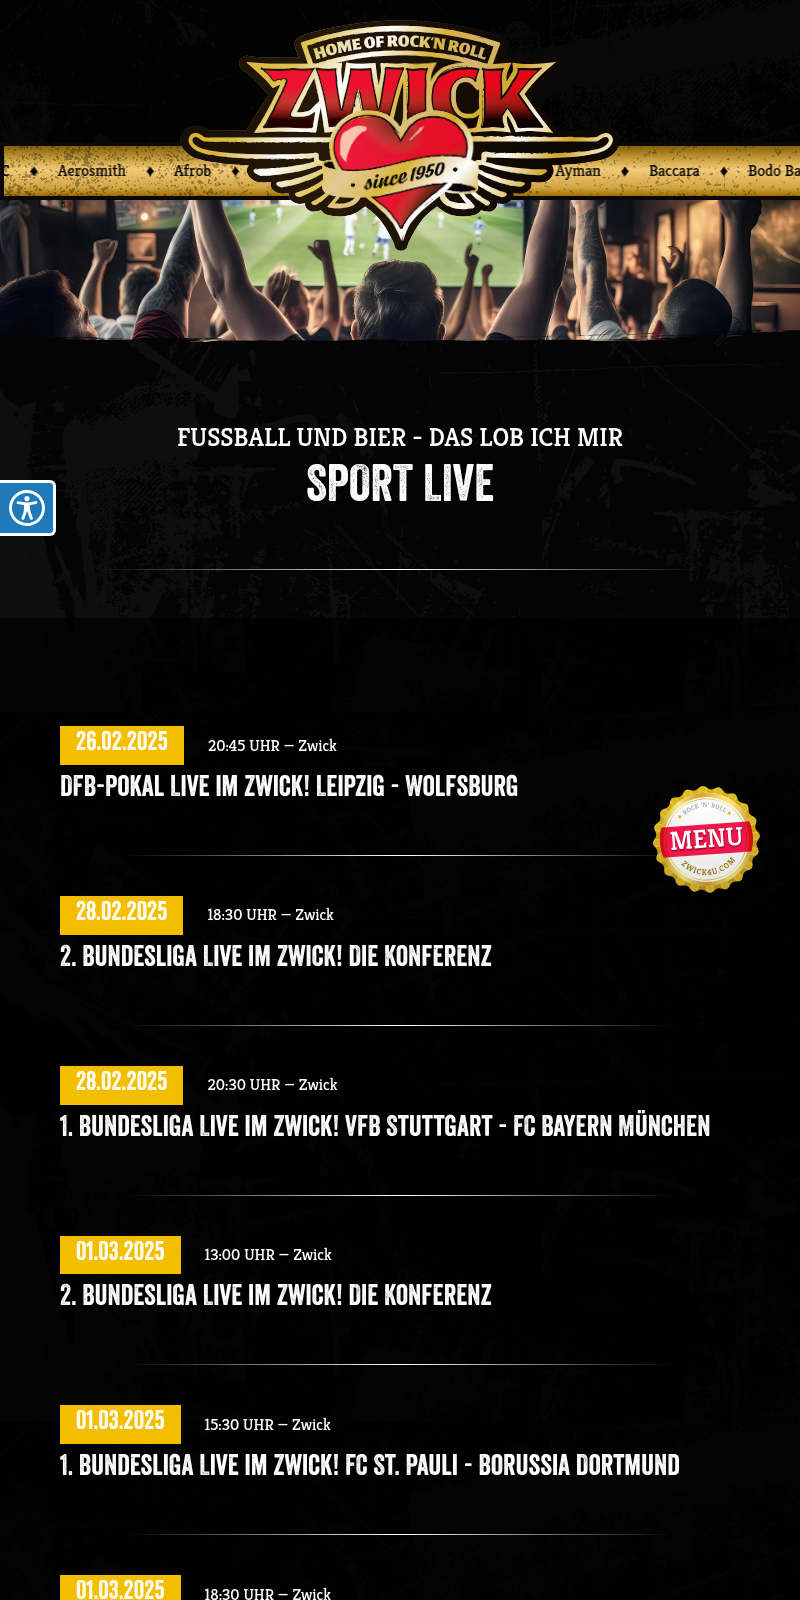 HOME OF ROCK'N ROLL
ZWICK
since 1950
Aerosmith ♦ Afrob ♦ Ayman ♦ Baccara ♦ Bodo Ba
FUSSBALL UND BIER - DAS LOB ICH MIR
SPORT LIVE
26.02.2025 20:45 UHR — Zwick
DFB-POKAL LIVE IM ZWICK! LEIPZIG - WOLFSBURG
ROCK 'N' ROLL
MENU
ZWICK4U.COM
28.02.2025 18:30 UHR — Zwick
2. BUNDESLIGA LIVE IM ZWICK! DIE KONFERENZ
28.02.2025 20:30 UHR — Zwick
1. BUNDESLIGA LIVE IM ZWICK! VFB STUTTGART - FC BAYERN MÜNCHEN
01.03.2025 13:00 UHR — Zwick
2. BUNDESLIGA LIVE IM ZWICK! DIE KONFERENZ
01.03.2025 15:30 UHR — Zwick
1. BUNDESLIGA LIVE IM ZWICK! FC ST. PAULI - BORUSSIA DORTMUND
01.03.2025 18:30 UHR — Zwick